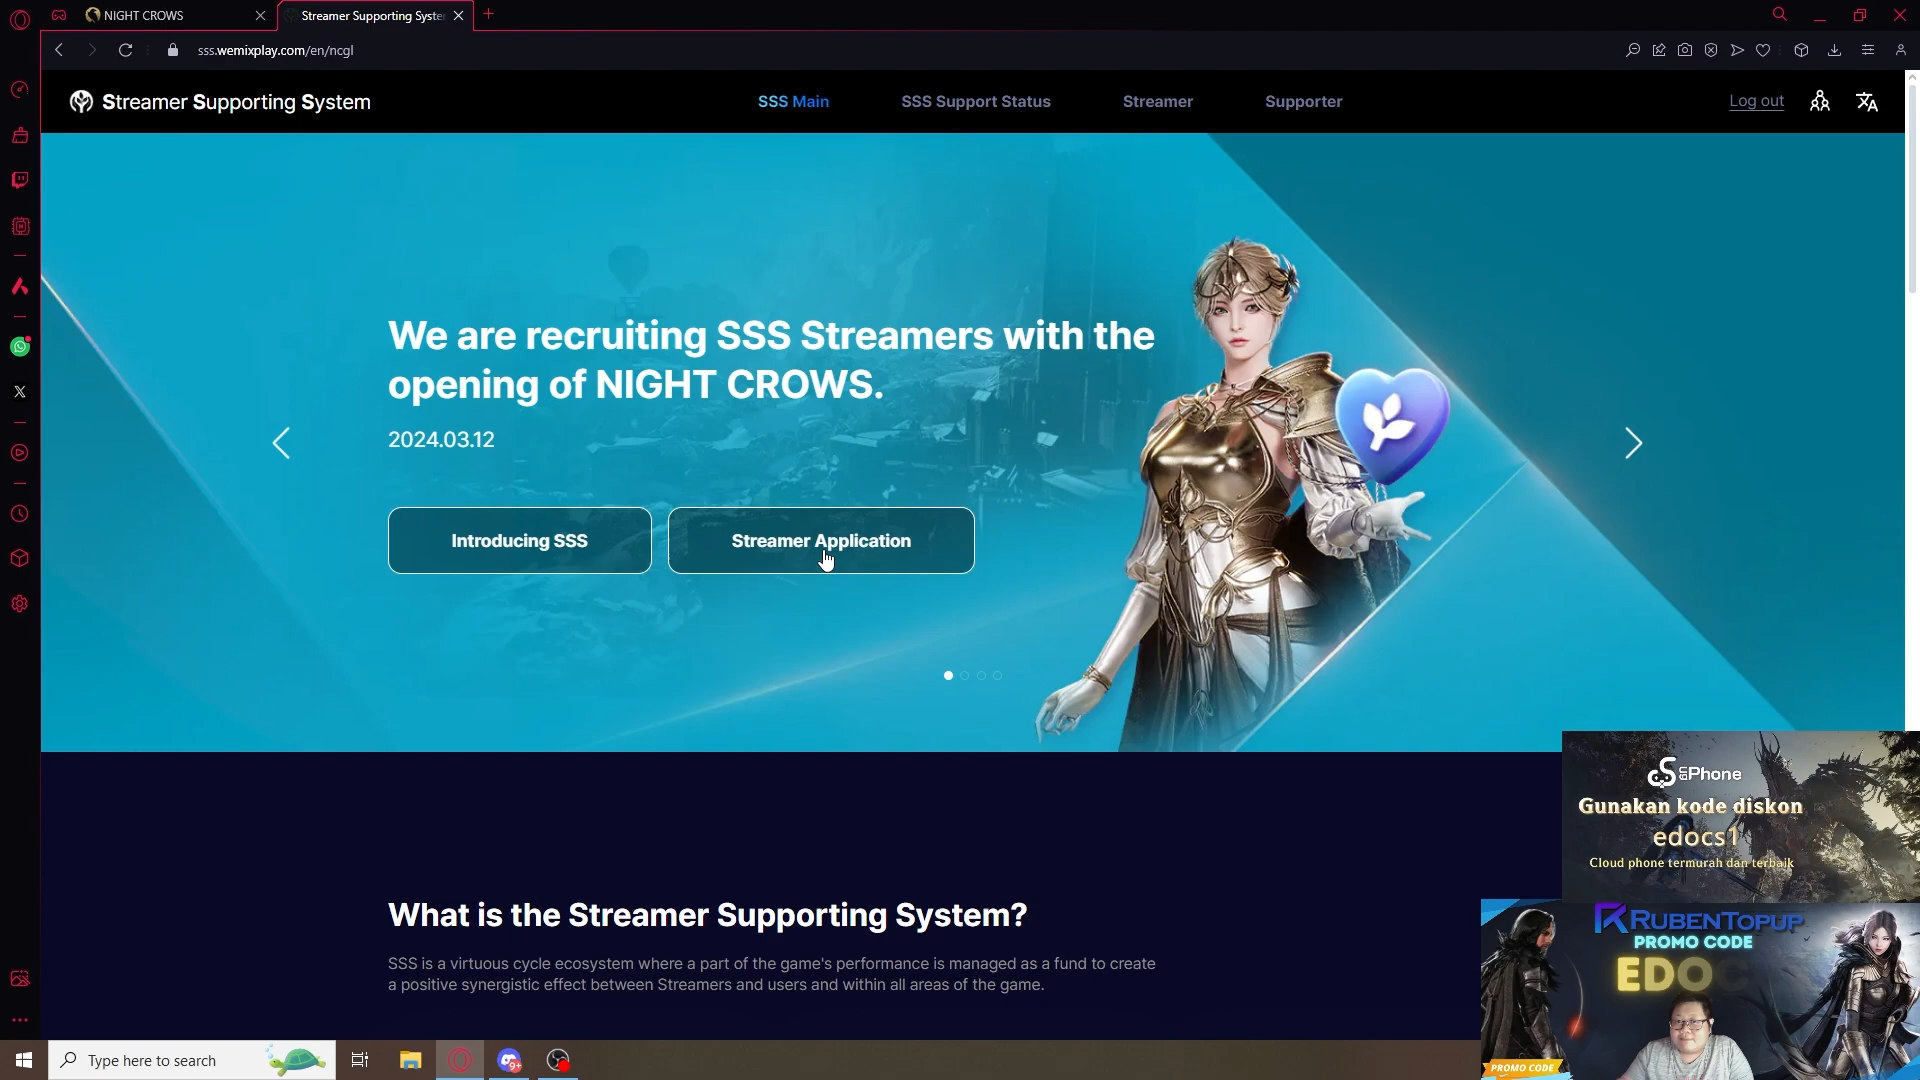 NIGHT CROWS
Streamer Supporting Syste
sss.wemixplay.com/en/ncgl
Streamer Supporting System
SSS Main
SSS Support Status
Streamer
Supporter
Log out
We are recruiting SSS Streamers with the
opening of NIGHT CROWS.
2024.03.12
Introducing SSS
Streamer Application
What is the Streamer Supporting System?
SSS is a virtuous cycle ecosystem where a part of the game's performance is managed as a fund to create
a positive synergistic effect between Streamers and users and within all areas of the game.
Gunakan kode diskon
edocs1
Cloud phone termurah dan terbaik
RUBENTOPUP
PROMO CODE
EDOC
PROMO CODE
Type here to search
9+